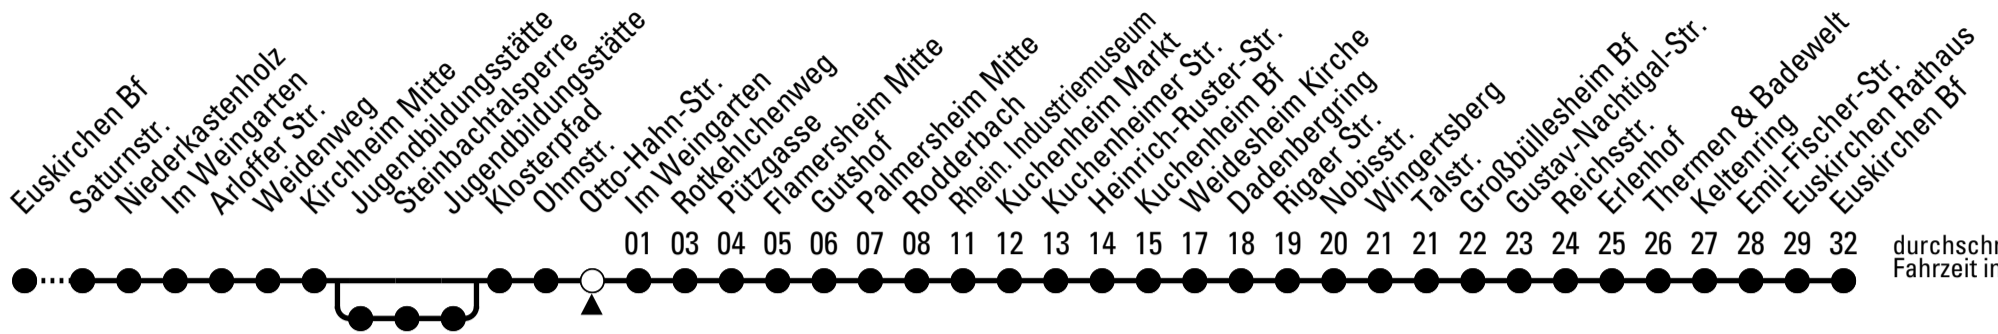 Euskirchen Bf
Saturnstr.
Niederkastenholz
Im Weingarten
Arloffer Str.
Weidenweg
Kirchheim Mitte
Jugendbildungsstätte
Steinbachtalsperre
Jugendbildungsstätte
Klosterpfad
Ohmstr.
Otto-Hahn-Str.
Im Weingarten
Rotkehlchenweg
Pützgasse
Flamersheim Mitte
Gutshof
Palmersheim Mitte
Rodderbach
Rhein. Industriemuseum
Kuchenheim Markt
Kuchenheimer Str.
Heinrich-Ruster-Str.
Kuchenheim Bf
Weidesheim Kirche
Dadenbergring
Rigaer Str.
Nobisstr.
Wingertsberg
Talstr.
Großbüllesheim Bf
Gustav-Nachtigal-Str.
Reichsstr.
Erlenhof
Thermen & Badewelt
Keltenring
Emil-Fischer-Str.
Euskirchen Rathaus
Euskirchen Bf
01 03 04 05 06 07 08 11 12 13 14 15 17 18 19 20 21 21 22 23 24 25 26 27 28 29 32
durchschn
Fahrzeit in